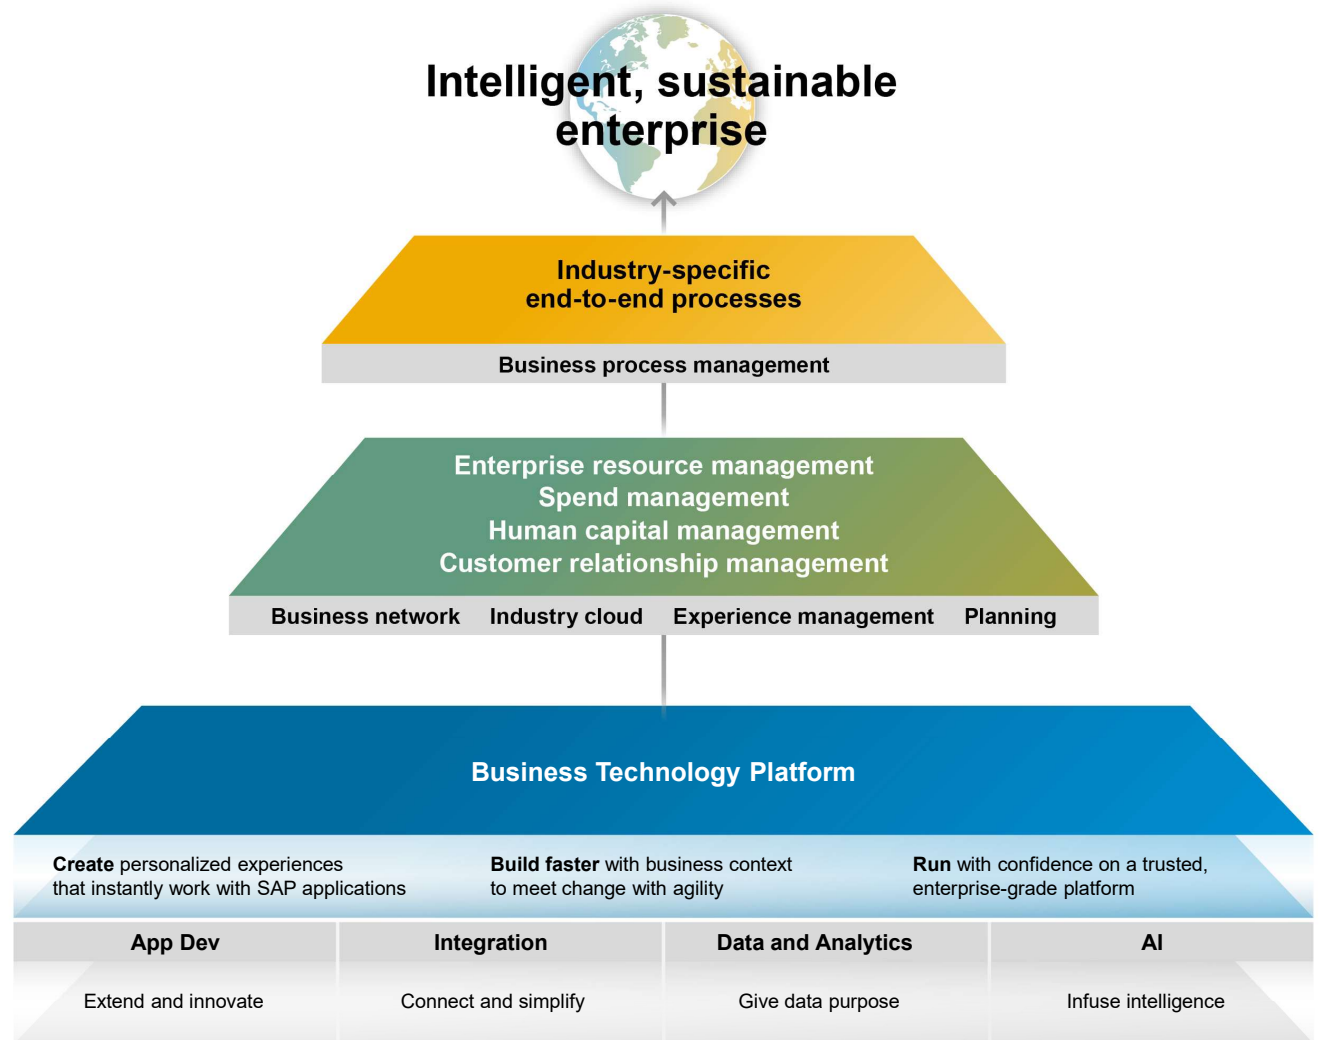 Intelligent, sustainable
enterprise
Industry-specific
end-to-end processes
Business process management
Enterprise resource management
Spend management
Human capital management
Customer relationship management
Business network Industry cloud Experience management Planning
Business Technology Platform
Create personalized experiences
that instantly work with SAP applications
Build faster with business context
to meet change with agility
Run with confidence on a trusted,
enterprise-grade platform
App Dev
Extend and innovate
Integration
Connect and simplify
Data and Analytics
Give data purpose
AI
Infuse intelligence